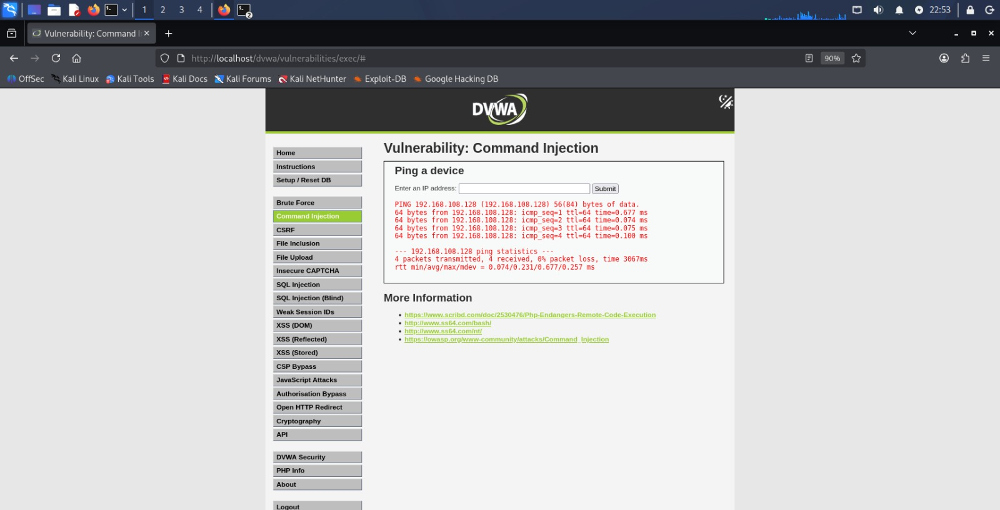 1 2 3 4 2 22:53
Vulnerability: Command I
http://localhost/dvwa/vulnerabilities/exec/# 90%
OffSec Kali Linux Kali Tools Kali Docs Kali Forums Kali NetHunter Exploit-DB Google Hacking DB
DVWA
Home
Instructions
Setup / Reset DB
Brute Force
Command Injection
CSRF
File Inclusion
File Upload
Insecure CAPTCHA
SQL Injection
SQL Injection (Blind)
Weak Session IDs
XSS (DOM)
XSS (Reflected)
XSS (Stored)
CSP Bypass
JavaScript Attacks
Authorisation Bypass
Open HTTP Redirect
Cryptography
API
DVWA Security
PHP Info
About
Logout
Vulnerability: Command Injection
Ping a device
Enter an IP address: Submit
PING 192.168.108.128 (192.168.108.128) 56(84) bytes of data.
64 bytes from 192.168.108.128: icmp_seq=1 ttl=64 time=0.677 ms
64 bytes from 192.168.108.128: icmp_seq=2 ttl=64 time=0.074 ms
64 bytes from 192.168.108.128: icmp_seq=3 ttl=64 time=0.075 ms
64 bytes from 192.168.108.128: icmp_seq=4 ttl=64 time=0.100 ms
--- 192.168.108.128 ping statistics ---
4 packets transmitted, 4 received, 0% packet loss, time 3067ms
rtt min/avg/max/mdev = 0.074/0.231/0.677/0.257 ms
More Information
https://www.scribd.com/doc/2530476/Php-Endangers-Remote-Code-Execution
http://www.ss64.com/bash/
http://www.ss64.com/nt/
https://owasp.org/www-community/attacks/Command_Injection